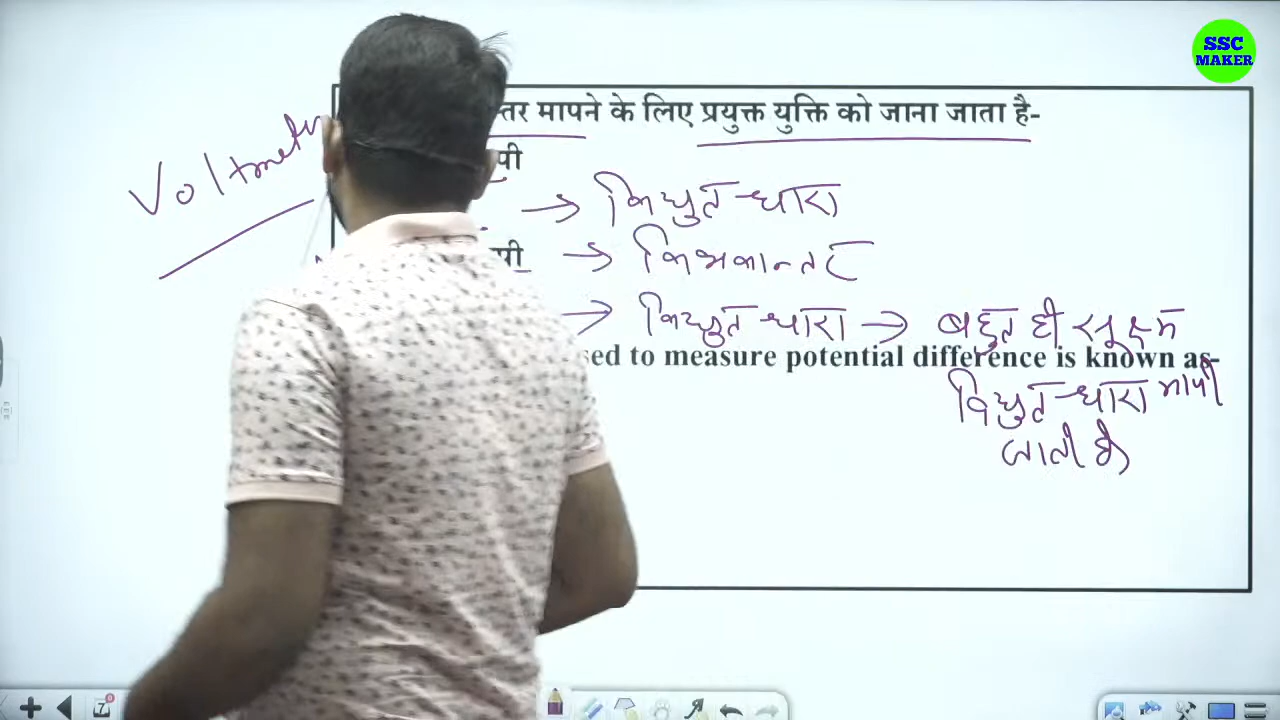 SSC
MAKER
न्तर मापने के लिए प्रयुक्त युक्ति को जाना जाता है-
Voltmeter
पी
→ विद्युत धारा
पी → विभवान्तर
→ विद्युत धारा → बहुत ही सूक्ष्म
sed to measure potential difference is known as-
विद्युत धारा मापी
जाती है